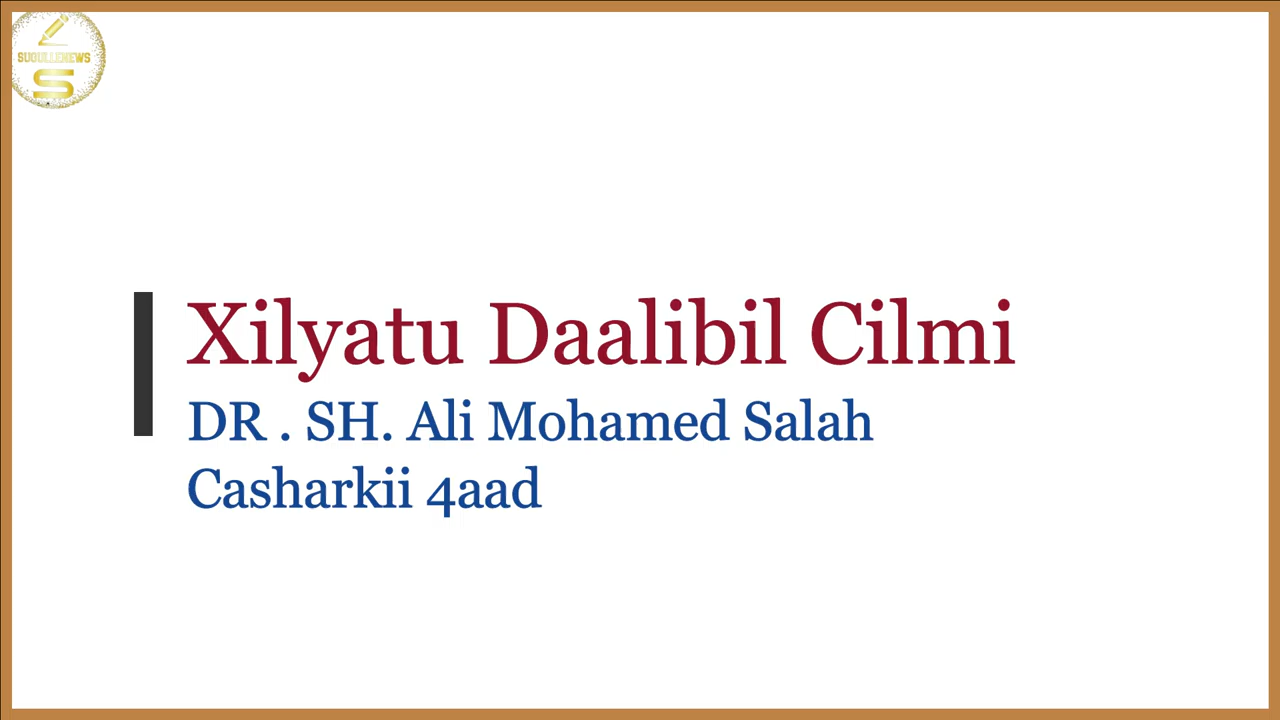 SUGULLENEWS
S
Xilyatu Daalibil Cilmi
DR . SH. Ali Mohamed Salah
Casharkii 4aad